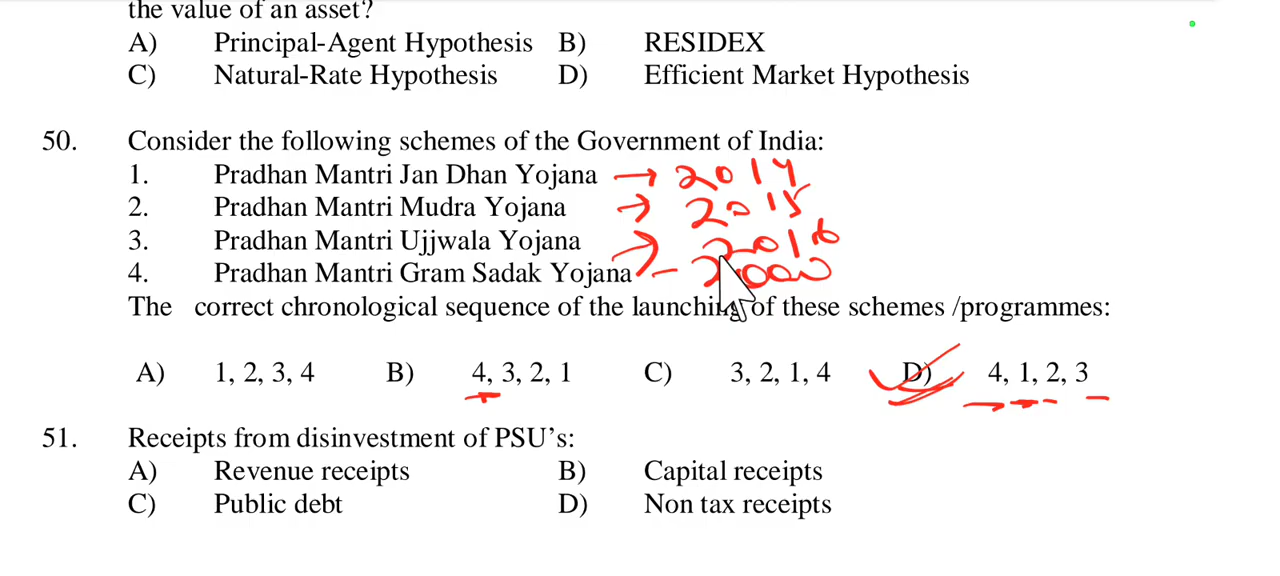 the value of an asset?
A) Principal-Agent Hypothesis B) RESIDEX
C) Natural-Rate Hypothesis D) Efficient Market Hypothesis
50. Consider the following schemes of the Government of India:
1. Pradhan Mantri Jan Dhan Yojana → 2014
2. Pradhan Mantri Mudra Yojana → 2015
3. Pradhan Mantri Ujjwala Yojana → 2016
4. Pradhan Mantri Gram Sadak Yojana - 2000
The correct chronological sequence of the launching of these schemes /programmes:
A) 1, 2, 3, 4 B) 4, 3, 2, 1 C) 3, 2, 1, 4 D) 4, 1, 2, 3
51. Receipts from disinvestment of PSU's:
A) Revenue receipts B) Capital receipts
C) Public debt D) Non tax receipts